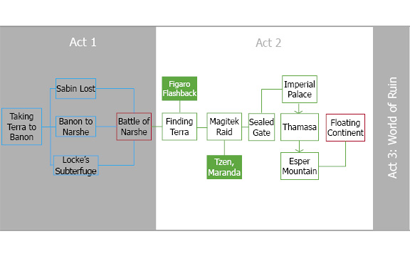 Act 1
Act 2
Act 3: World of Ruin
Taking
Terra to
Banon
Sabin Lost
Banon to
Narshe
Locke's
Subterfuge
Battle of
Narshe
Figaro
Flashback
Finding
Terra
Magitek
Raid
Tzen,
Maranda
Sealed
Gate
Imperial
Palace
Thamasa
Esper
Mountain
Floating
Continent